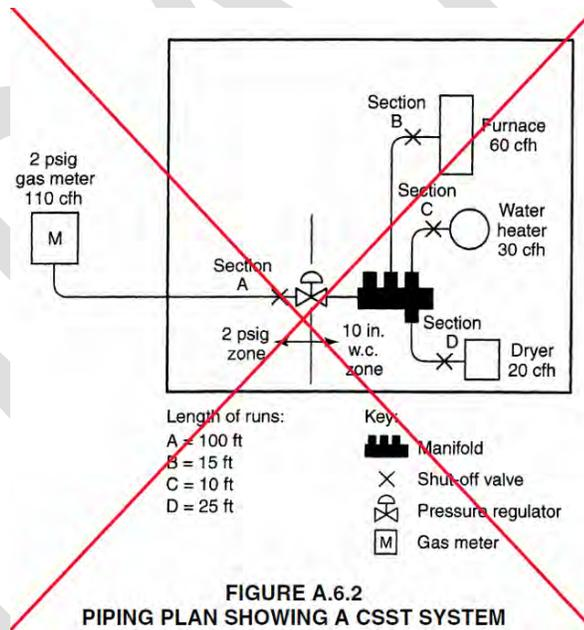 Section
B
Furnace
60 cfh
2 psig
gas meter
110 cfh
M
Section
C
Water
heater
30 cfh
Section
A
2 psig
zone
10 in.
w.c.
zone
Section
D
Dryer
20 cfh
Length of runs:
A = 100 ft
B = 15 ft
C = 10 ft
D = 25 ft
Key:
Manifold
Shut-off valve
Pressure regulator
M Gas meter
FIGURE A.6.2
PIPING PLAN SHOWING A CSST SYSTEM